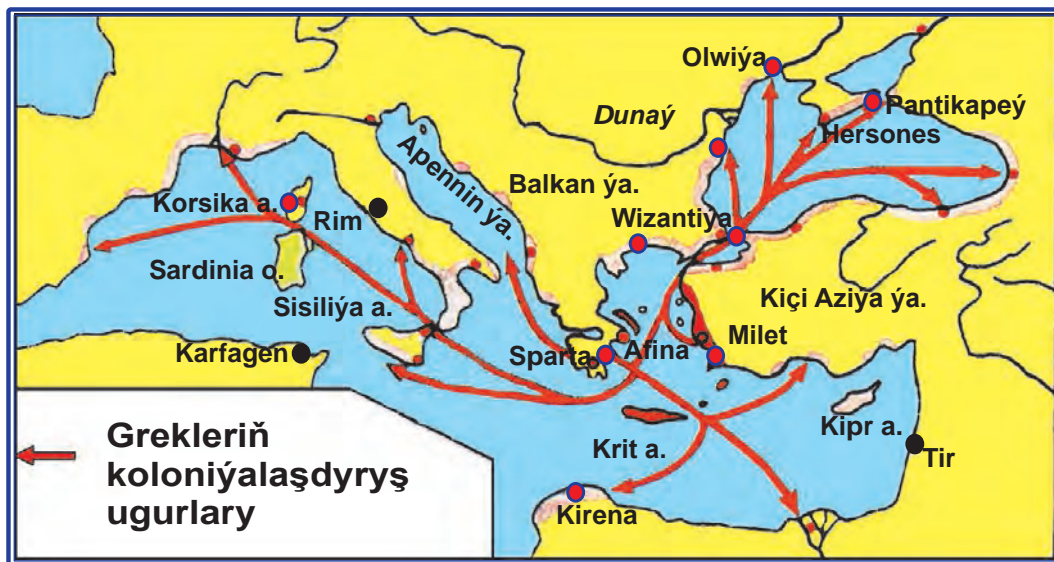 Olwiýa
Dunaý
Pantikapeý
Hersones
Apennin ýa.
Balkan ýa.
Korsika a.
Rim
Wizantiýa
Sardinia o.
Sisiliýa a.
Kiçi Aziýa ýa.
Karfagen
Sparta
Afina
Milet
Krit a.
Kipr a.
Tir
Kirena
Grekleriň
koloniýalaşdyryş
ugurlary